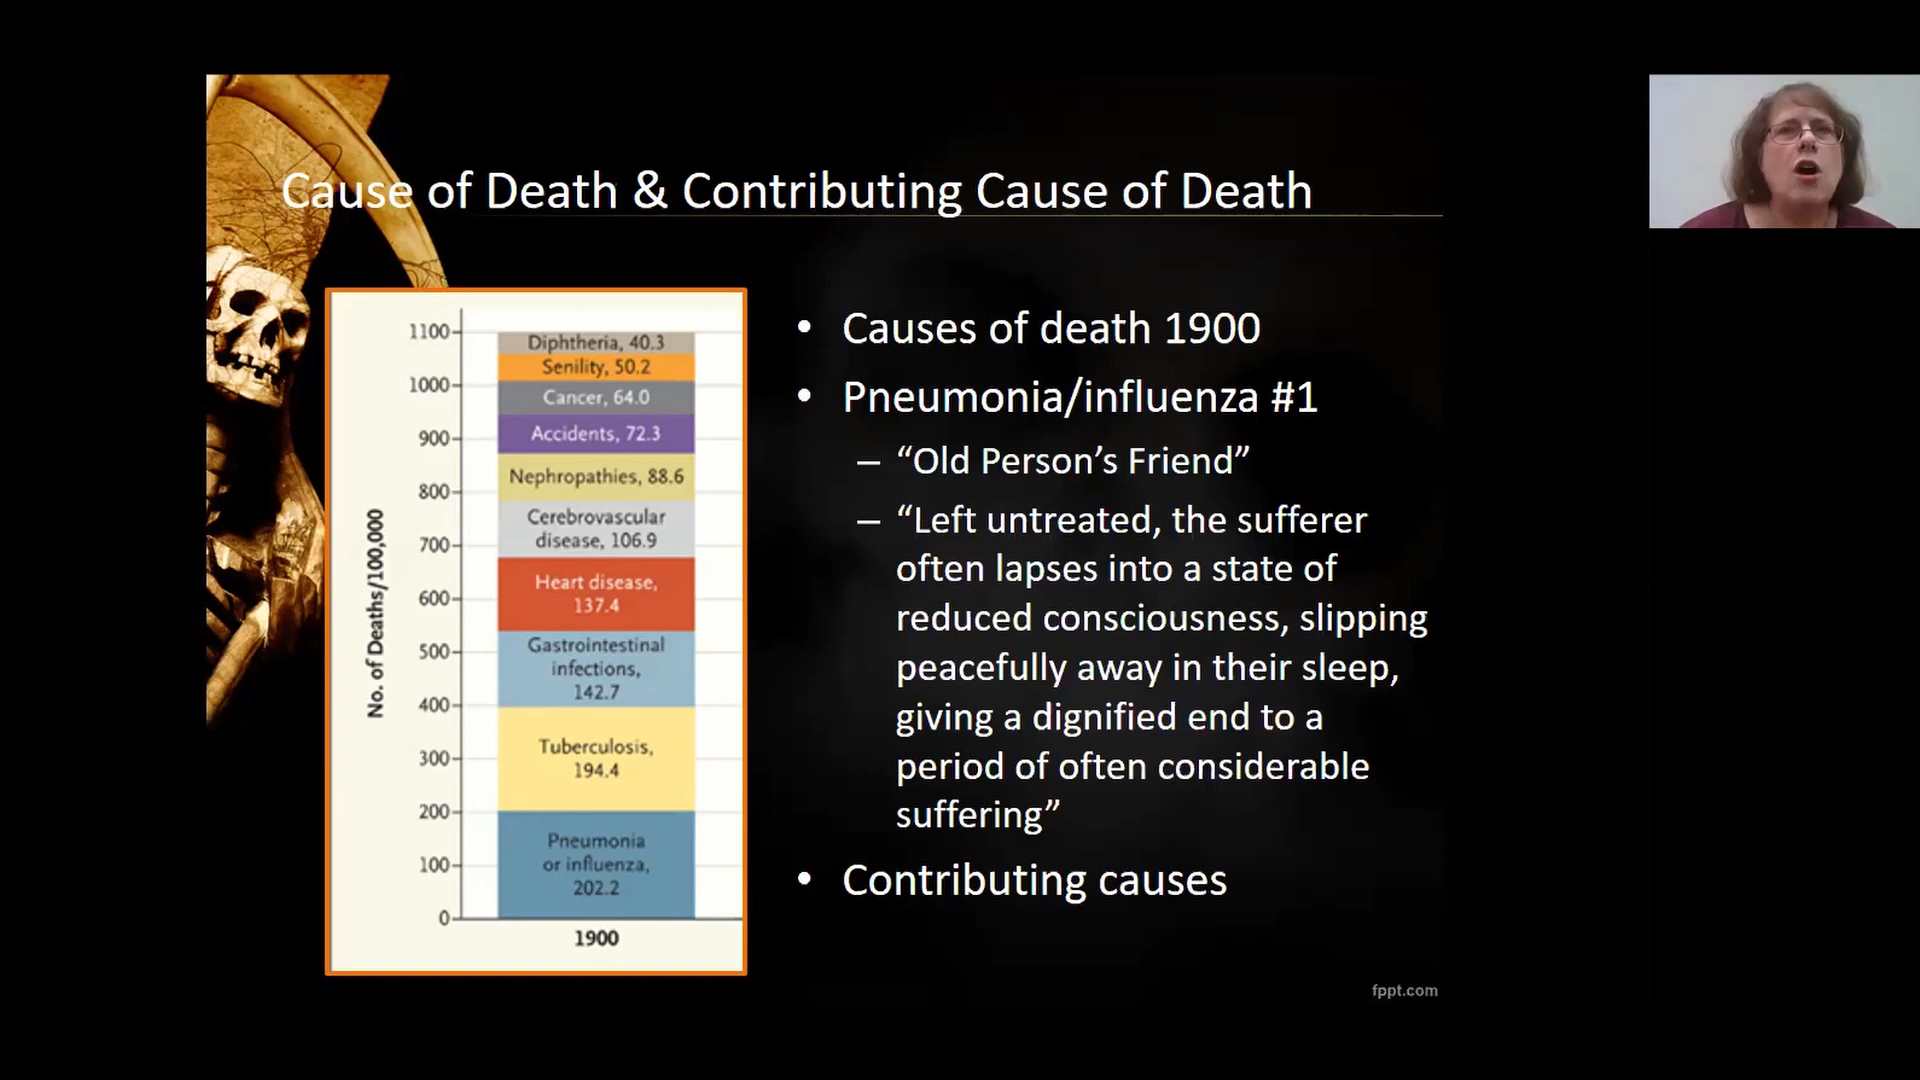 Cause of Death & Contributing Cause of Death
1100
1000
900
800
700
600
500
400
300
200
100
0
No. of Deaths/100,000
Diphtheria, 40.3
Senility, 50.2
Cancer, 64.0
Accidents, 72.3
Nephropathies, 88.6
Cerebrovascular
disease, 106.9
Heart disease,
137.4
Gastrointestinal
infections,
142.7
Tuberculosis,
194.4
Pneumonia
or influenza,
202.2
1900
• Causes of death 1900
• Pneumonia/influenza #1
– “Old Person’s Friend”
– “Left untreated, the sufferer
often lapses into a state of
reduced consciousness, slipping
peacefully away in their sleep,
giving a dignified end to a
period of often considerable
suffering”
• Contributing causes
fppt.com